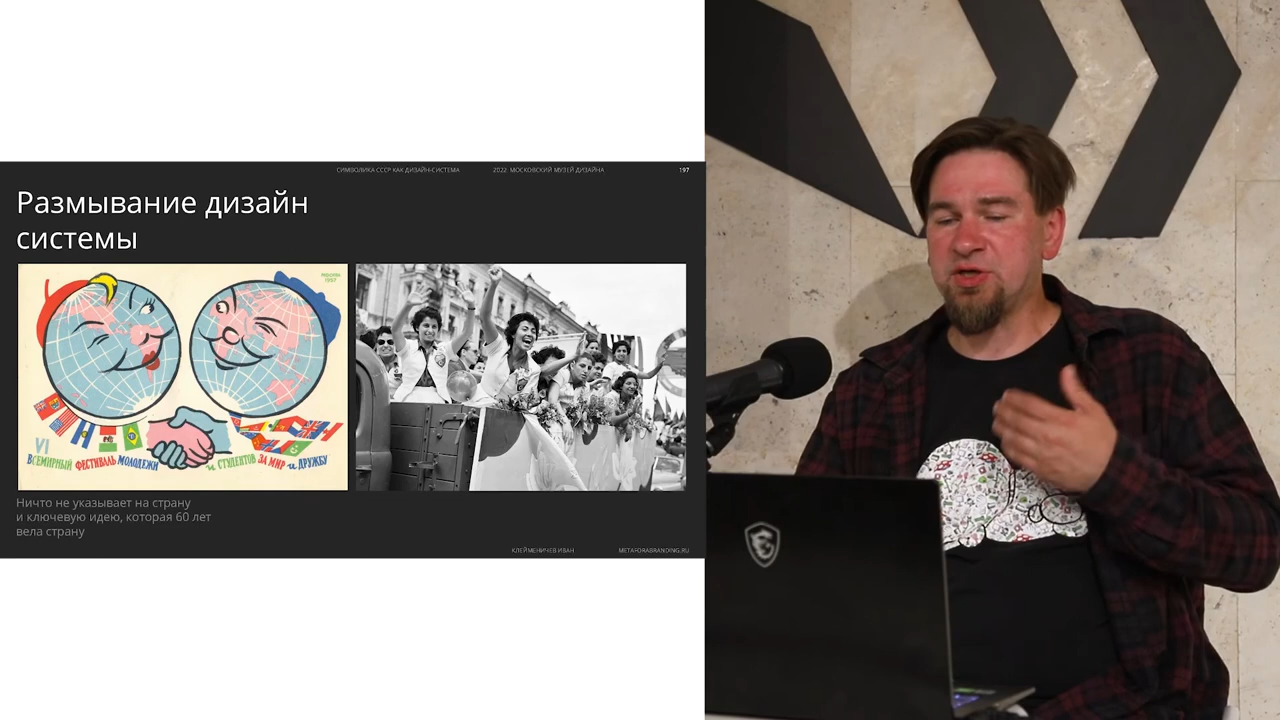 СИМВОЛИКА СССР КАК ДИЗАЙН-СИСТЕМА
2022 МОСКОВСКИЙ МУЗЕЙ ДИЗАЙНА
197
Размывание дизайн
системы
МОСКВА
1957
VI
ВСЕМИРНЫЙ ФЕСТИВАЛЬ МОЛОДЕЖИ и СТУДЕНТОВ ЗА МИР и ДРУЖБУ
Ничто не указывает на страну
и ключевую идею, которая 60 лет
вела страну
КЛЕЙМЕНИЧЕВ ИВАН
METAFORABRANDING.RU